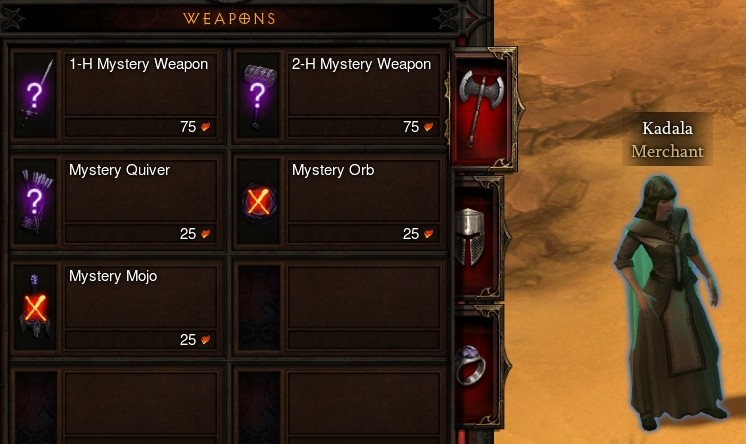 WEAPONS
1-H Mystery Weapon
75
2-H Mystery Weapon
75
Mystery Quiver
25
Mystery Orb
25
Mystery Mojo
25
Kadala
Merchant